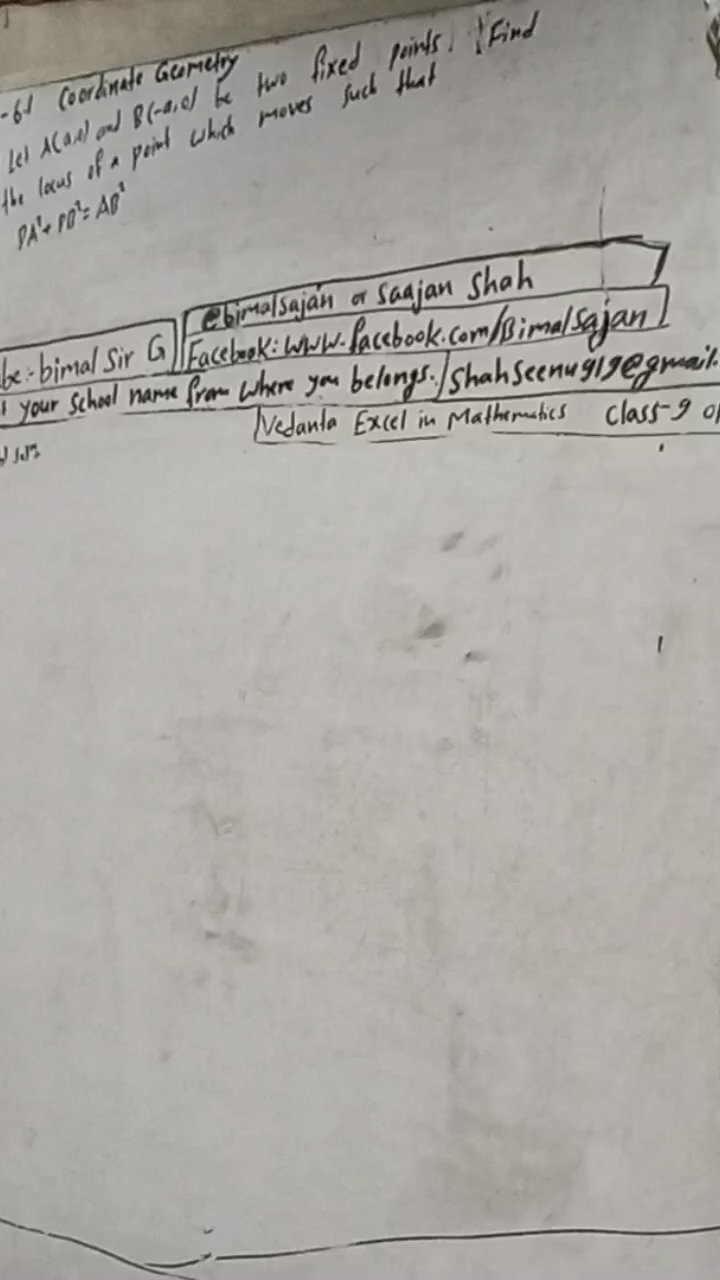 -6.1 Coordinate Geometry
Let A(a,0) and B(-a,0) be two fixed points. Find
the locus of a point which moves such that
PA²+ PB²= AB²
@bimalsajan or Saajan Shah
be:- bimal Sir G
Facebook: www.facebook.com/Bimalsajan
your School name from where you belongs. / Shahseenu919@gmail.
Vedanta Excel in Mathematics Class-9